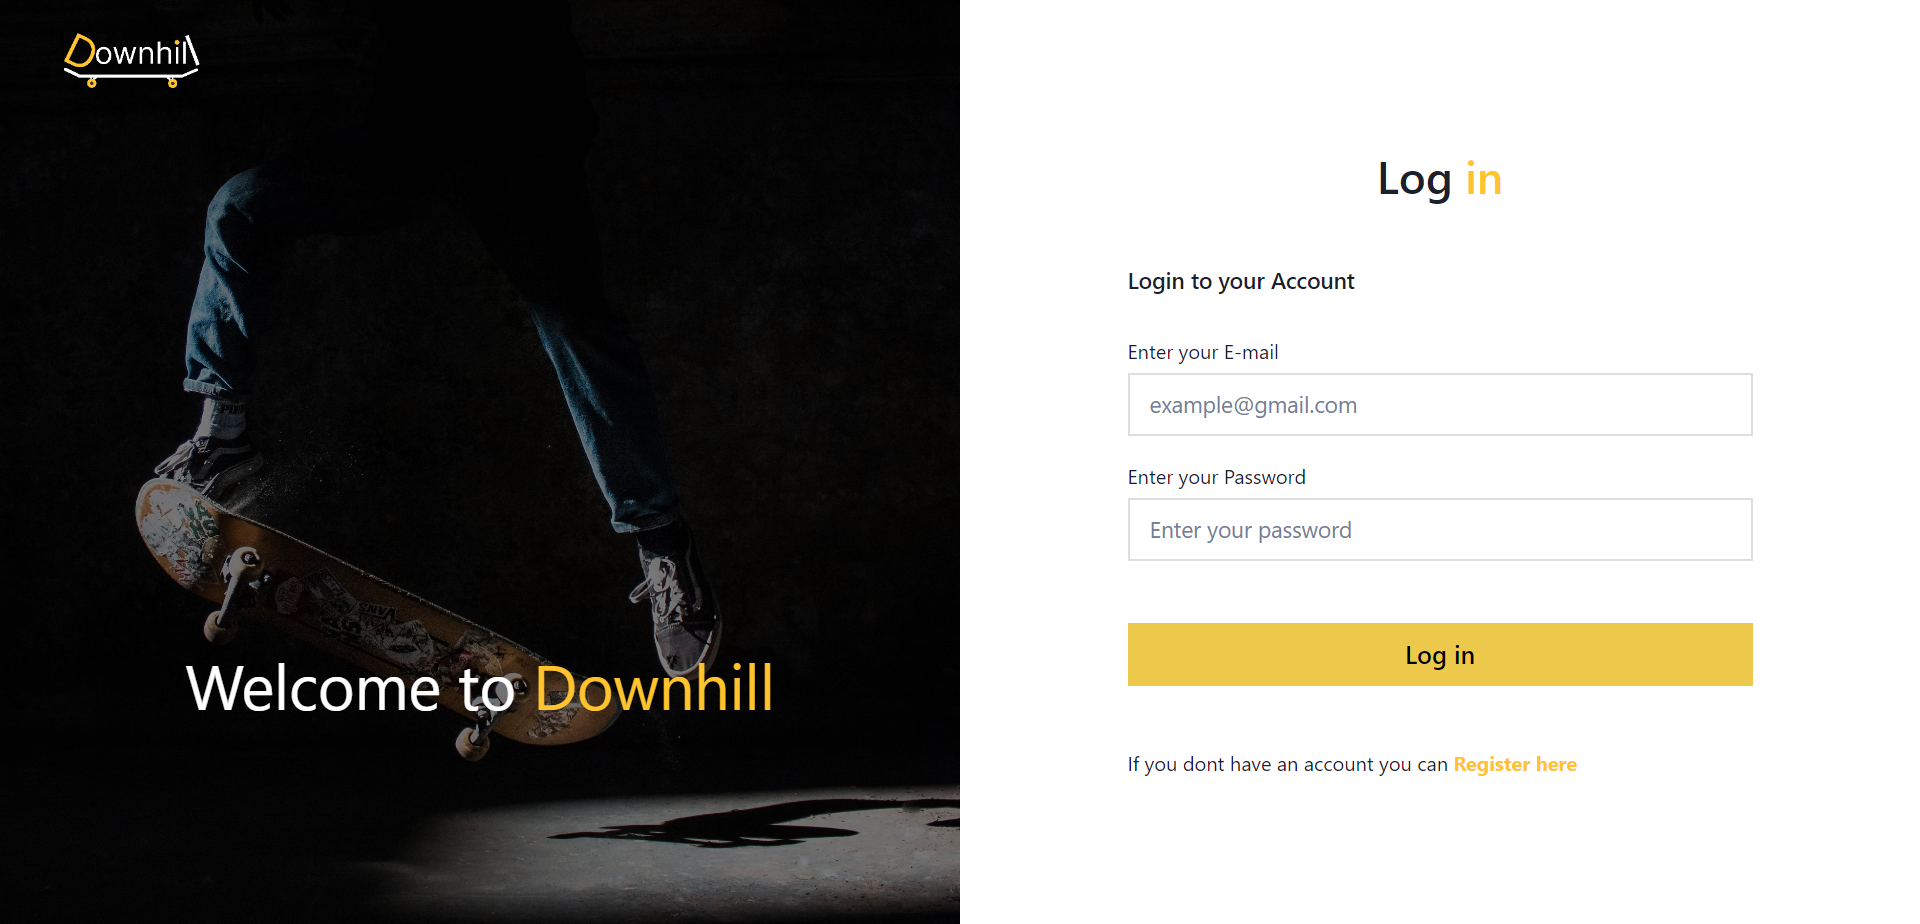 Downhill
Welcome to Downhill
Log in
Login to your Account
Enter your E-mail
example@gmail.com
Enter your Password
Enter your password
Log in
If you dont have an account you can Register here
VANS